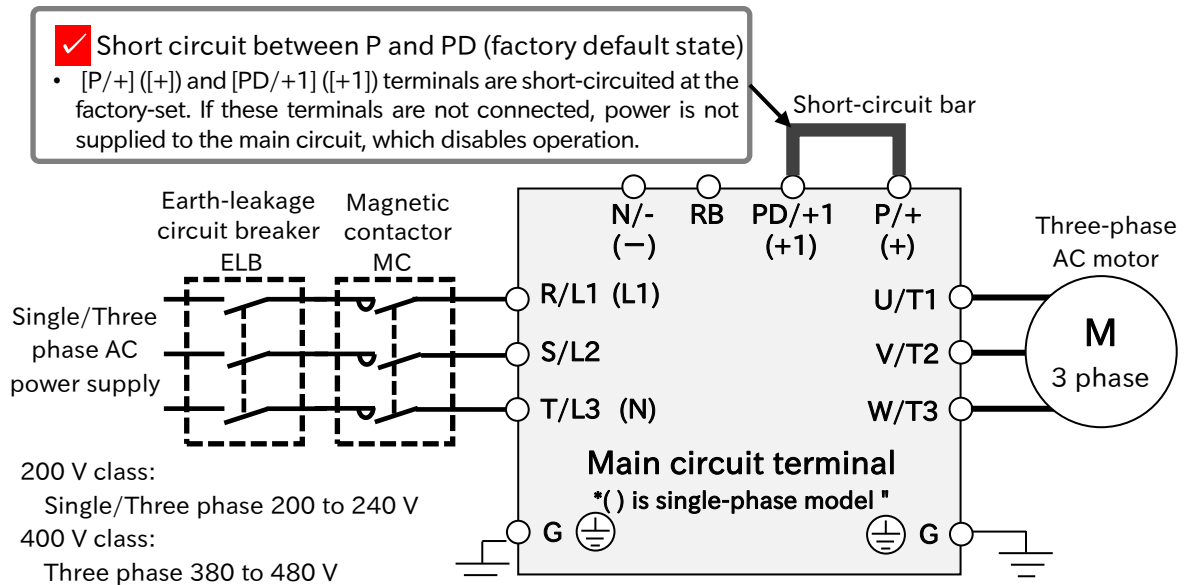 Short circuit between P and PD (factory default state)
• [P/+] ([+]) and [PD/+1] ([+1]) terminals are short-circuited at the
factory-set. If these terminals are not connected, power is not
supplied to the main circuit, which disables operation.
Short-circuit bar
Earth-leakage
circuit breaker
ELB
Magnetic
contactor
MC
N/-
(−)
RB
PD/+1
(+1)
P/+
(+)
Three-phase
AC motor
Single/Three
phase AC
power supply
R/L1 (L1)
S/L2
T/L3 (N)
U/T1
V/T2
W/T3
M
3 phase
Main circuit terminal
*( ) is single-phase model "
G
G
200 V class:
Single/Three phase 200 to 240 V
400 V class:
Three phase 380 to 480 V